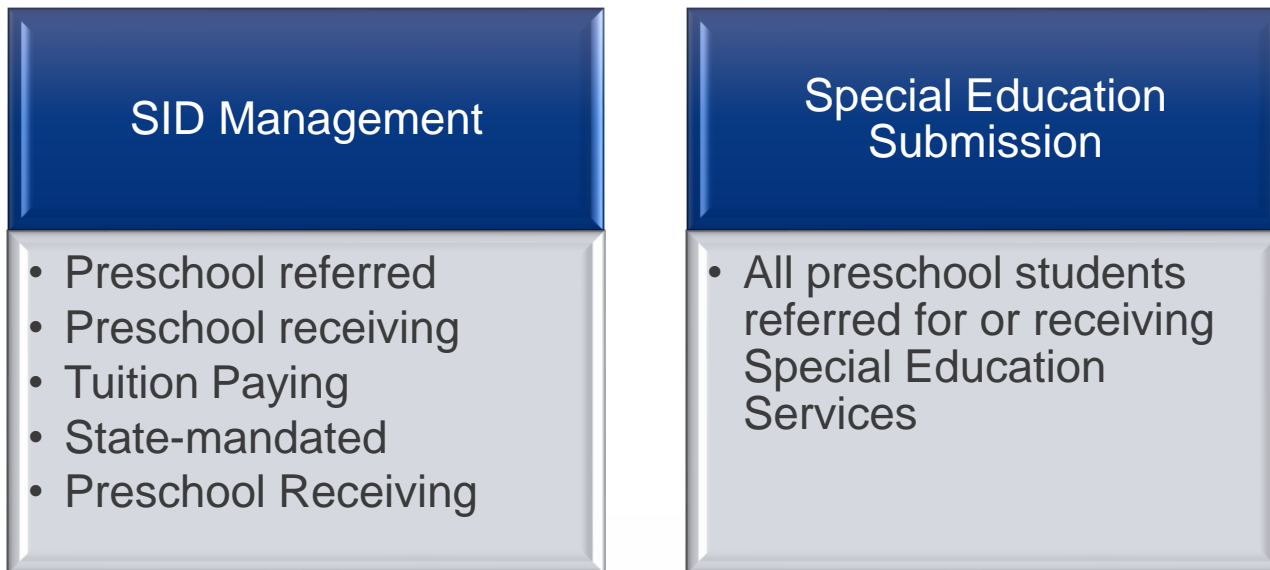 SID Management
• Preschool referred
• Preschool receiving
• Tuition Paying
• State-mandated
• Preschool Receiving
Special Education
Submission
• All preschool students
referred for or receiving
Special Education
Services